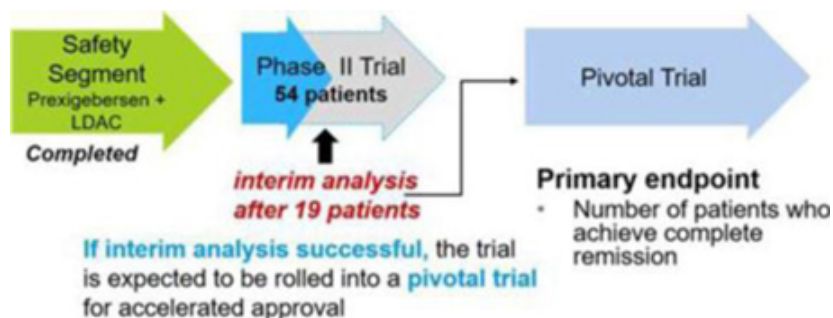 Safety
Segment
Prexigebersen +
LDAC
Completed
Phase II Trial
54 patients
interim analysis
after 19 patients
If interim analysis successful, the trial
is expected to be rolled into a pivotal trial
for accelerated approval
Pivotal Trial
Primary endpoint
• Number of patients who
achieve complete
remission